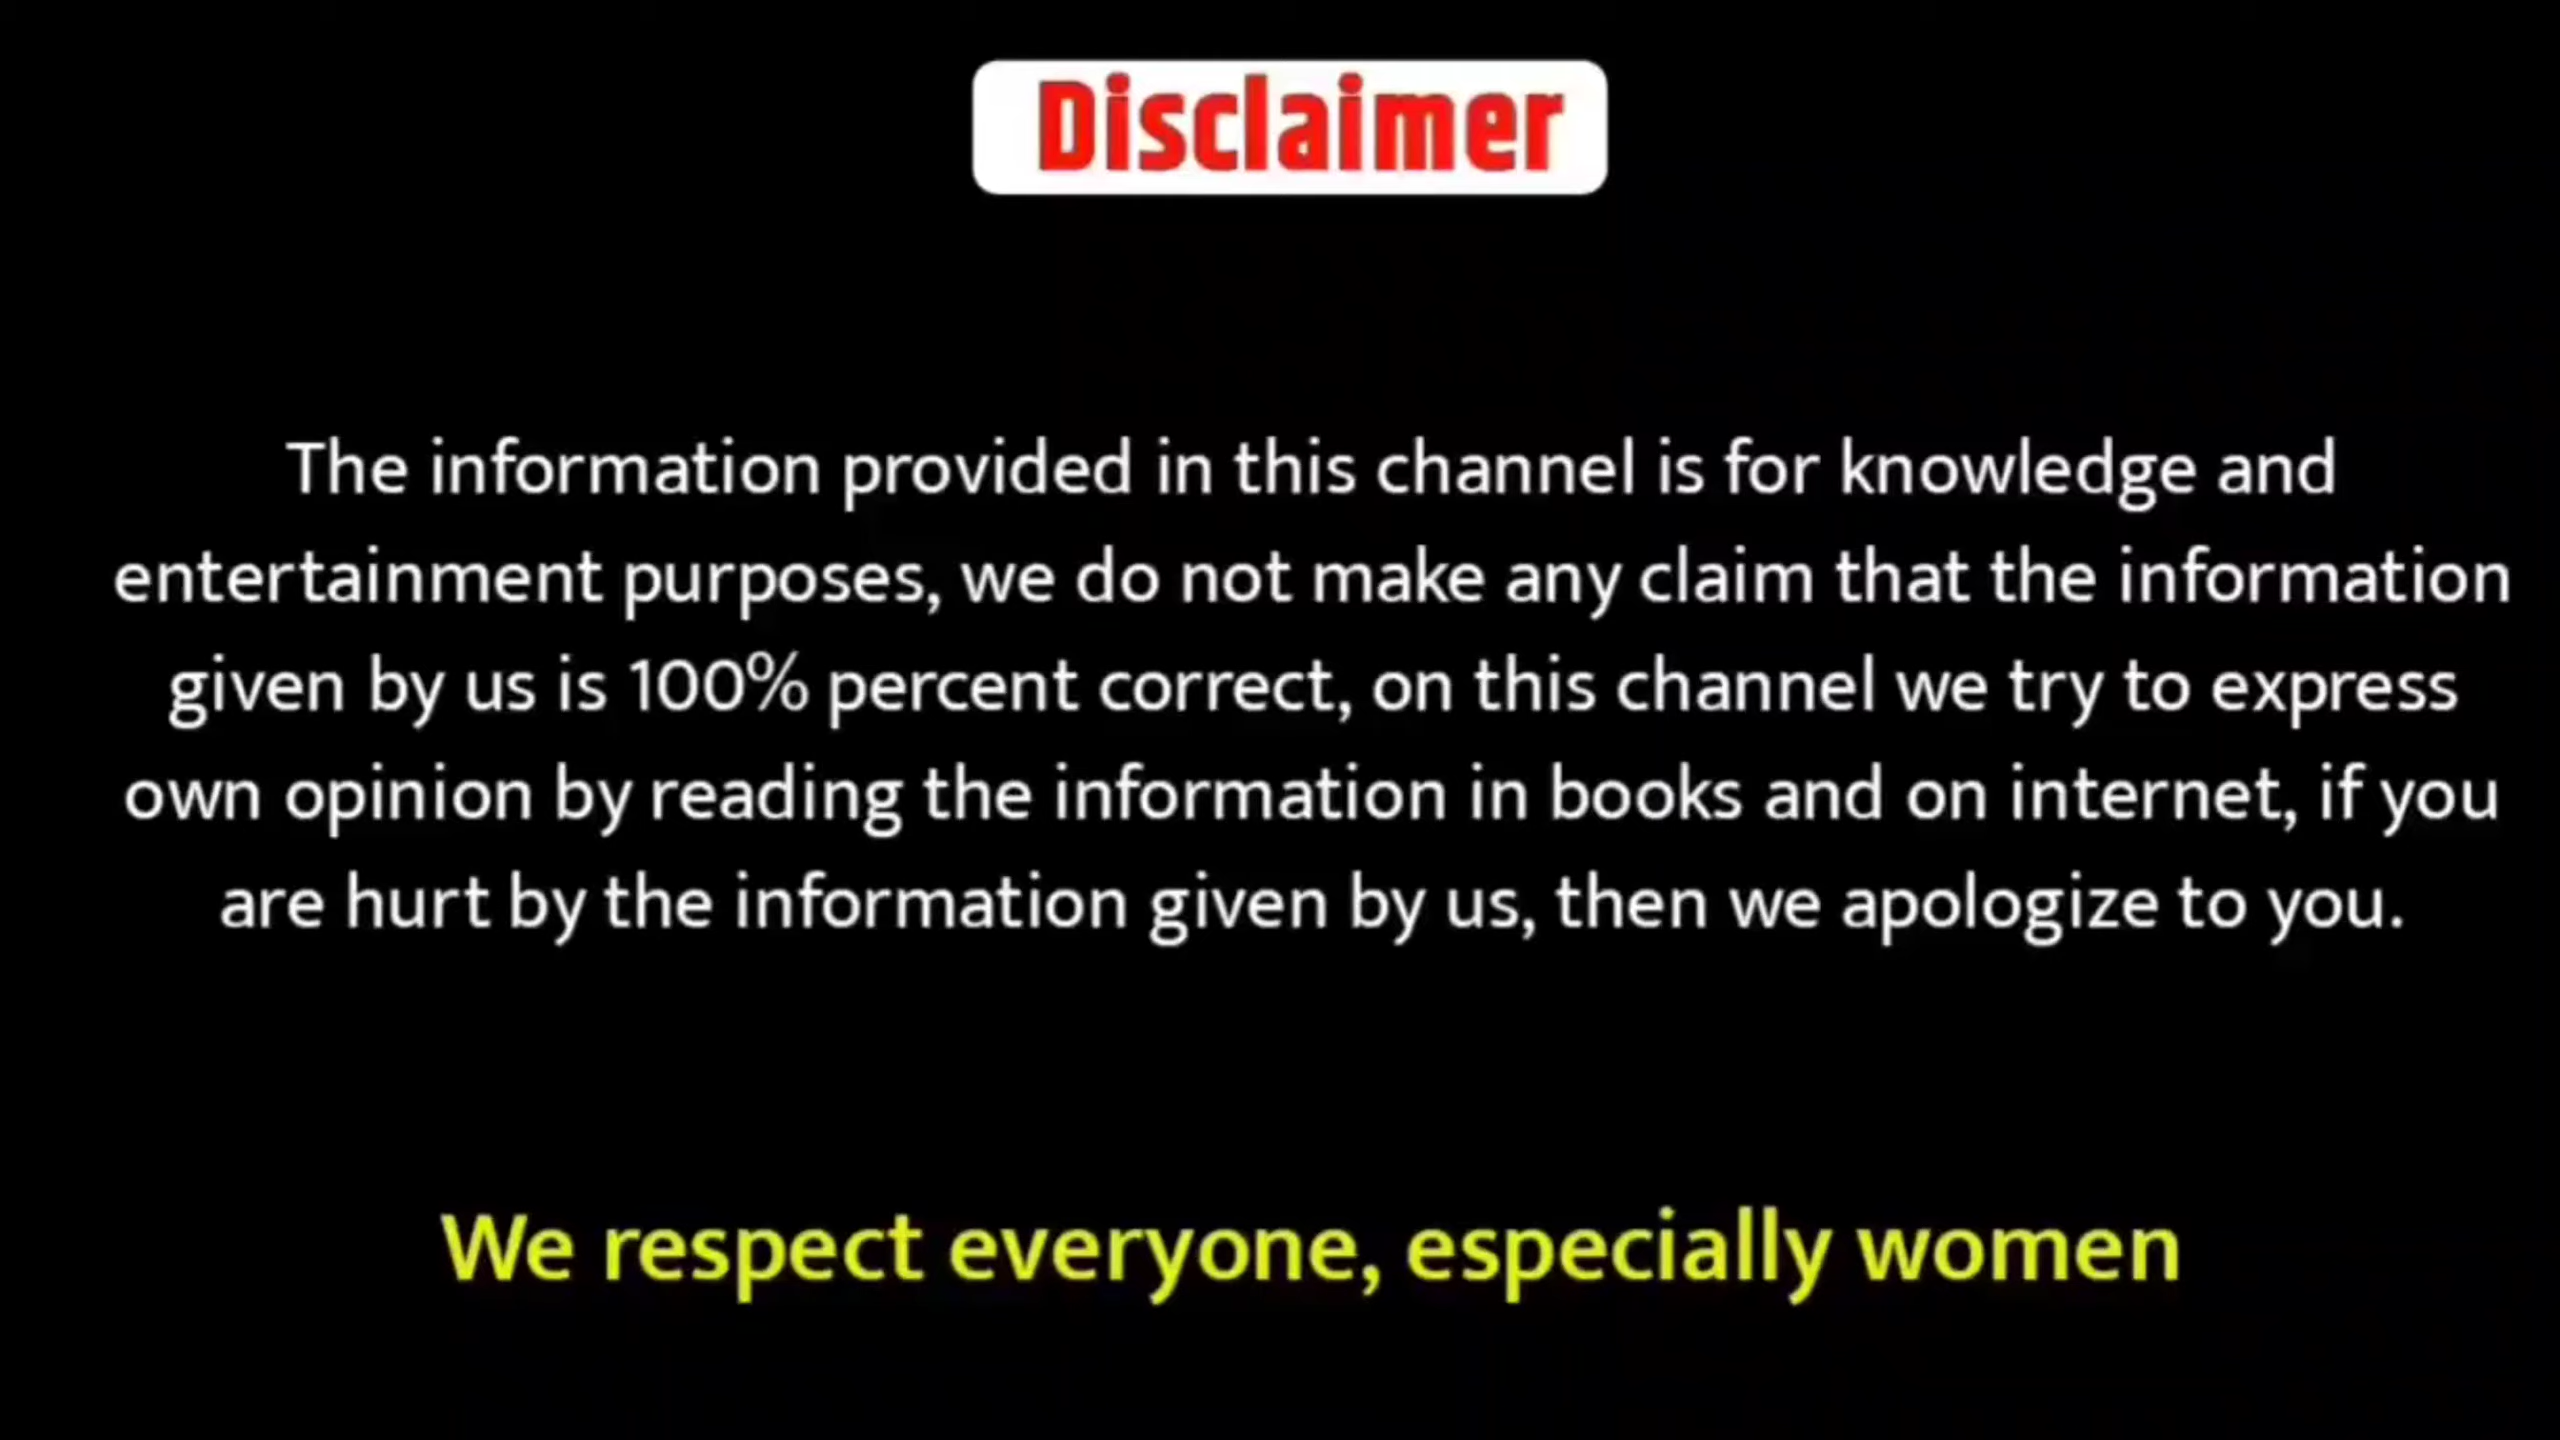 Disclaimer
The information provided in this channel is for knowledge and
entertainment purposes, we do not make any claim that the information
given by us is 100% percent correct, on this channel we try to express
own opinion by reading the information in books and on internet, if you
are hurt by the information given by us, then we apologize to you.
We respect everyone, especially women